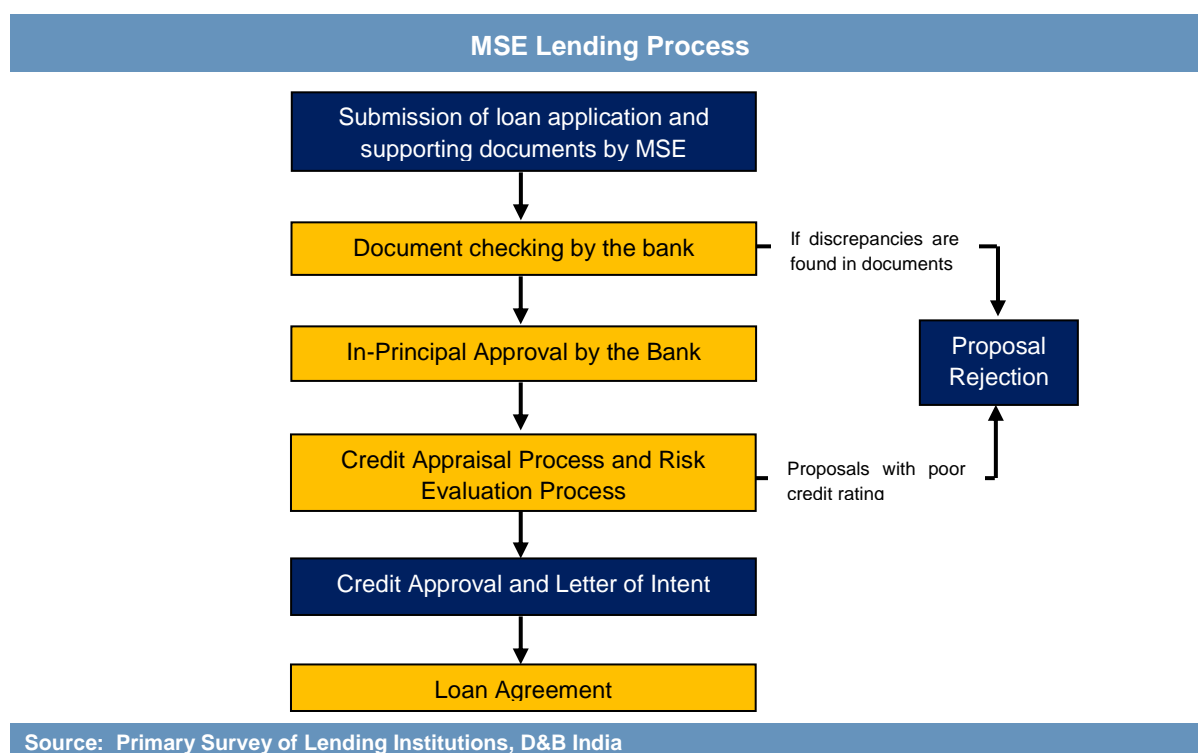 MSE Lending Process
Submission of loan application and
supporting documents by MSE
Document checking by the bank
If discrepancies are
found in documents
In-Principal Approval by the Bank
Proposal
Rejection
Credit Appraisal Process and Risk
Evaluation Process
Proposals with poor
credit rating
Credit Approval and Letter of Intent
Loan Agreement
Source: Primary Survey of Lending Institutions, D&B India